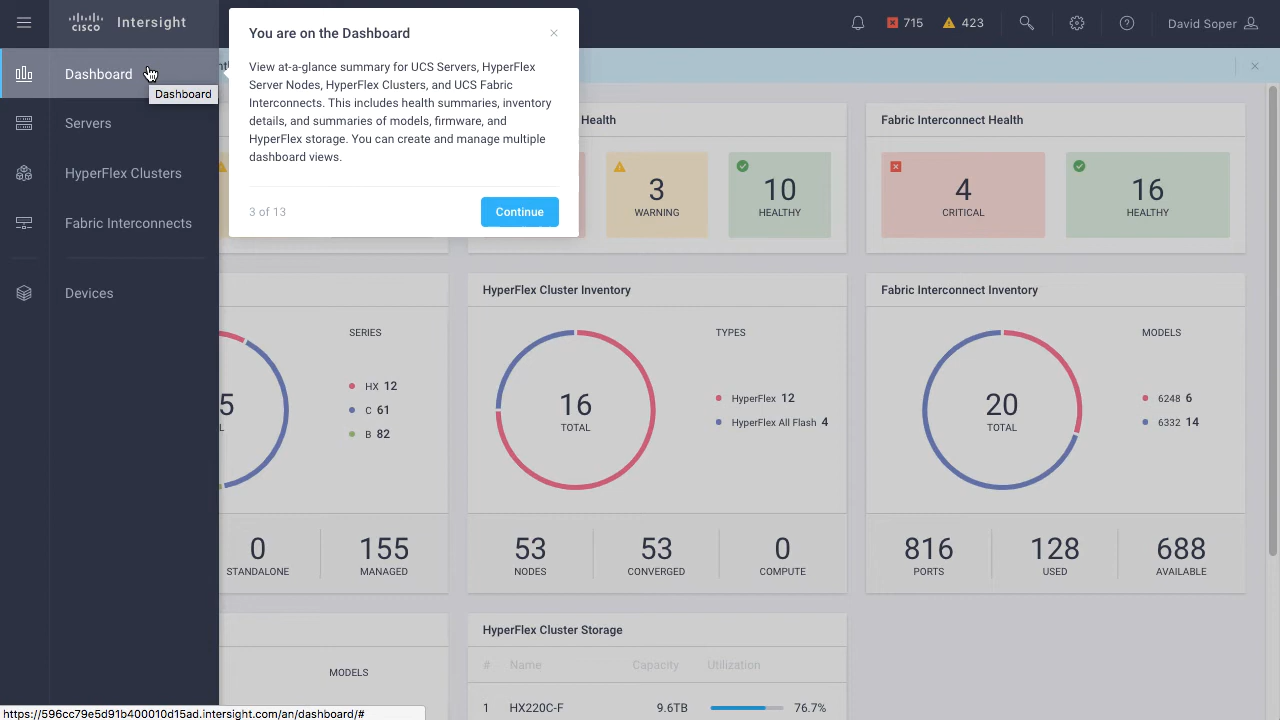 cisco Intersight
715
423
David Soper
Dashboard
Dashboard
Servers
HyperFlex Clusters
Fabric Interconnects
Devices
You are on the Dashboard
View at-a-glance summary for UCS Servers, HyperFlex
Server Nodes, HyperFlex Clusters, and UCS Fabric
Interconnects. This includes health summaries, inventory
details, and summaries of models, firmware, and
HyperFlex storage. You can create and manage multiple
dashboard views.
3 of 13
Continue
Health
3
WARNING
10
HEALTHY
Fabric Interconnect Health
4
CRITICAL
16
HEALTHY
5
L
SERIES
HX 12
C 61
B 82
0
STANDALONE
155
MANAGED
HyperFlex Cluster Inventory
16
TOTAL
TYPES
HyperFlex 12
HyperFlex All Flash 4
53
NODES
53
CONVERGED
0
COMPUTE
Fabric Interconnect Inventory
20
TOTAL
MODELS
6248 6
6332 14
816
PORTS
128
USED
688
AVAILABLE
MODELS
HyperFlex Cluster Storage
# Name Capacity Utilization
1 HX220C-F 9.6TB 76.7%
https://596cc79e5d91b400010d15ad.intersight.com/an/dashboard/#